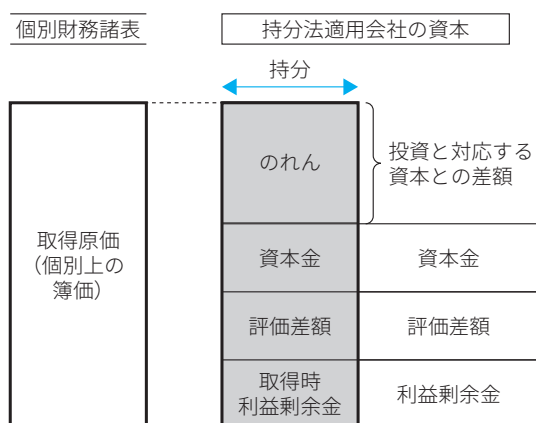 個別財務諸表
持分法適用会社の資本
持分
のれん
投資と対応する
資本との差額
取得原価
(個別上の
簿価)
資本金
資本金
評価差額
評価差額
取得時
利益剰余金
利益剰余金